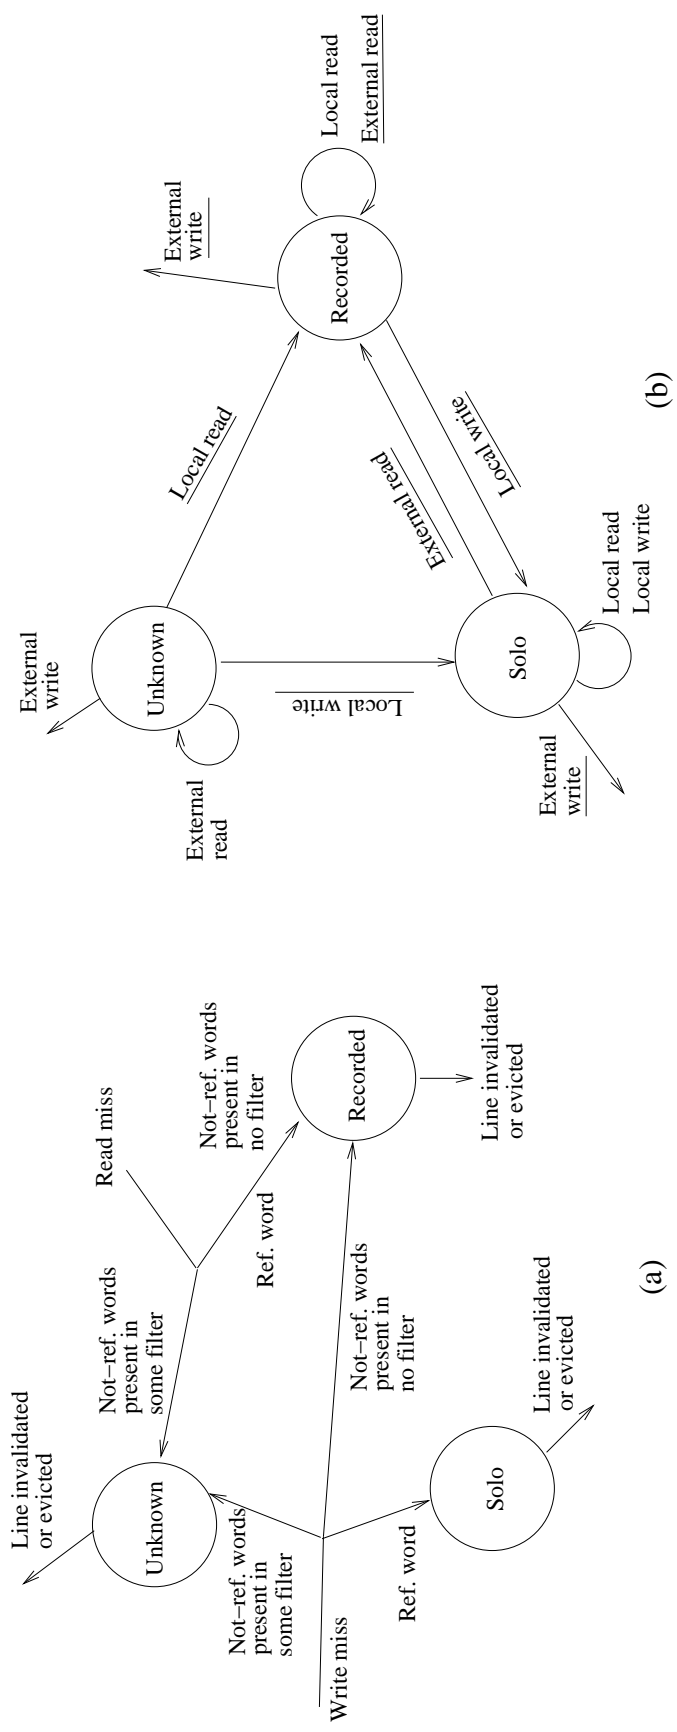 Line invalidated
or evicted
Unknown
Not–ref. words
present in
some filter
Read miss
Not–ref. words
present in
no filter
Ref. word
Recorded
Line invalidated
or evicted
Not–ref. words
present in
some filter
Not–ref. words
present in
no filter
Write miss
Ref. word
Solo
Line invalidated
or evicted
(a)
External
write
Unknown
External
read
Local read
External
write
Local read
External read
Recorded
Local write
External read
Local write
Solo
Local read
Local write
External
write
(b)